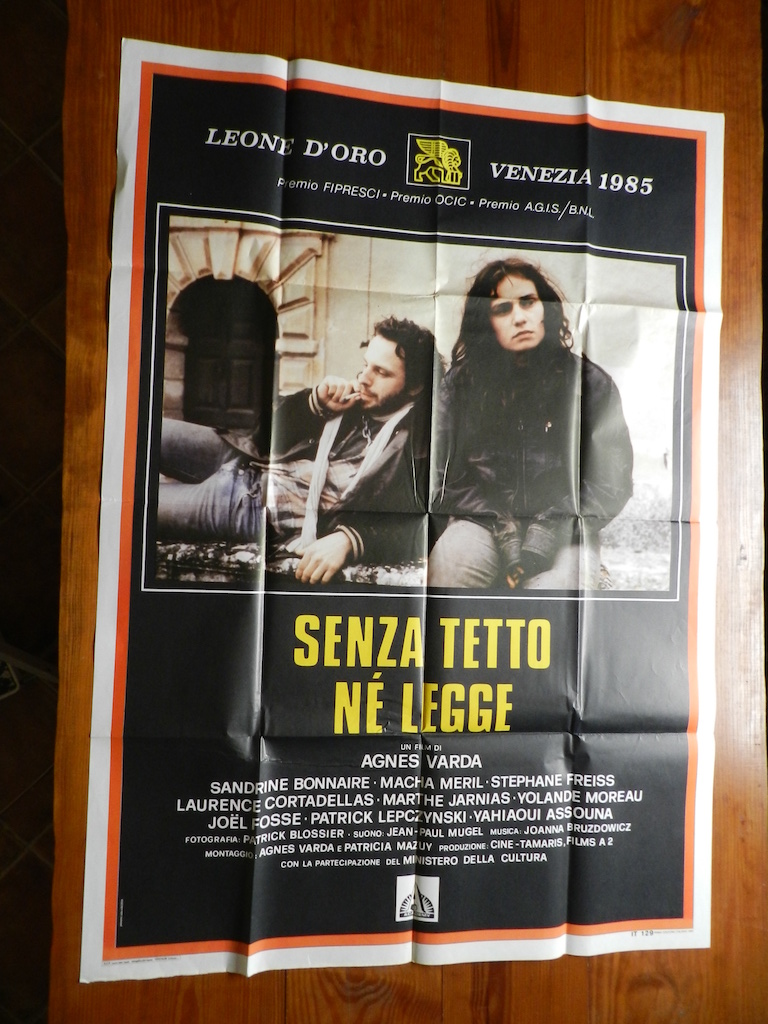 LEONE D'ORO VENEZIA 1985
Premio FIPRESCI • Premio OCIC • Premio A.G.I.S./B.N.L.
SENZA TETTO
NÉ LEGGE
UN FILM DI
AGNES VARDA
SANDRINE BONNAIRE · MACHA MERIL · STEPHANE FREISS
LAURENCE CORTADELLAS · MARTHE JARNIAS · YOLANDE MOREAU
JOËL FOSSE · PATRICK LEPCZYNSKI · YAHIAOUI ASSOUNA
FOTOGRAFIA: PATRICK BLOSSIER · SUONO: JEAN-PAUL MUGEL MUSICA: JOANNA BRUZDOWICZ
MONTAGGIO: AGNES VARDA E PATRICIA MAZUY PRODUZIONE: CINE-TAMARIS, FILMS A 2
CON LA PARTECIPAZIONE DEL MINISTERO DELLA CULTURA
IT 129